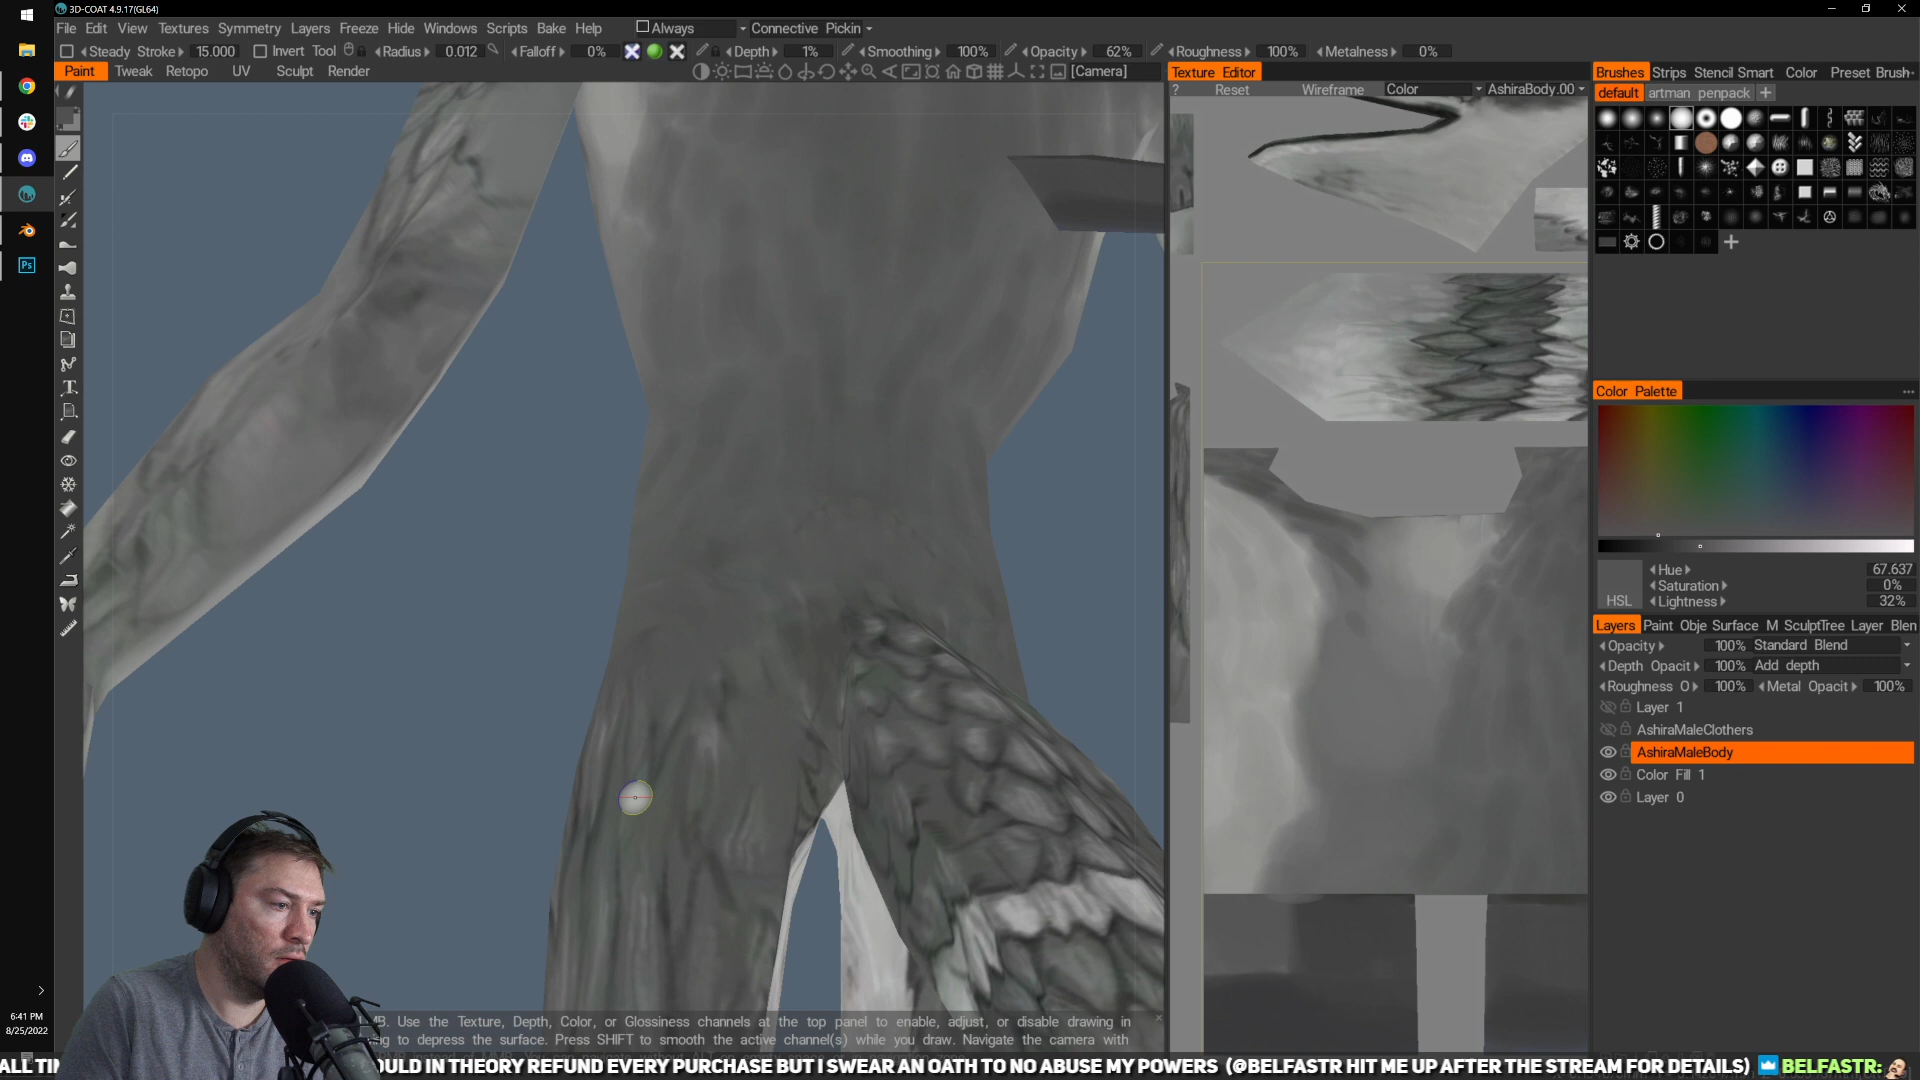 3D-COAT 4.9.17(GL64)
File Edit View Textures Symmetry Layers Freeze Hide Windows Scripts Bake Help Always Connective Pickin
Steady Stroke 15.000 Invert Tool Radius 0.012 Falloff 0% Depth 1% Smoothing 100% Opacity 62% Roughness 100% Metalness 0%
Paint Tweak Retopo UV Sculpt Render [Camera]
Texture Editor
? Reset Wireframe Color AshiraBody.00
Brushes Strips Stencil Smart Color Preset Brush
default artman penpack +
Color Palette
HSL
Hue 67.637
Saturation 0%
Lightness 32%
Layers Paint Obje Surface M SculptTree Layer Blen
Opacity 100% Standard Blend
Depth Opacit 100% Add depth
Roughness O 100% Metal Opacit 100%
Layer 1
AshiraMaleClothers
AshiraMaleBody
Color Fill 1
Layer 0
Ps
6:41 PM
8/25/2022
MB. Use the Texture, Depth, Color, or Glossiness channels at the top panel to enable, adjust, or disable drawing in
ng to depress the surface. Press SHIFT to smooth the active channel(s) while you draw. Navigate the camera with
ALL TI OULD IN THEORY REFUND EVERY PURCHASE BUT I SWEAR AN OATH TO NO ABUSE MY POWERS (@BELFASTR HIT ME UP AFTER THE STREAM FOR DETAILS) BELFASTR: